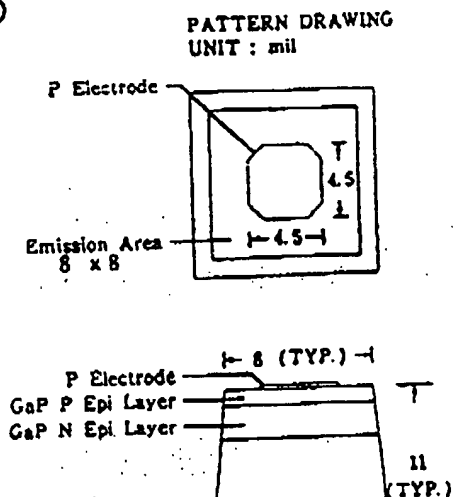 PATTERN DRAWING
UNIT : mil
P Electrode
4.5
4.5
Emission Area
8 x 8
8 (TYP.)
P Electrode
GaP P Epi Layer
GaP N Epi Layer
11
(TYP.)